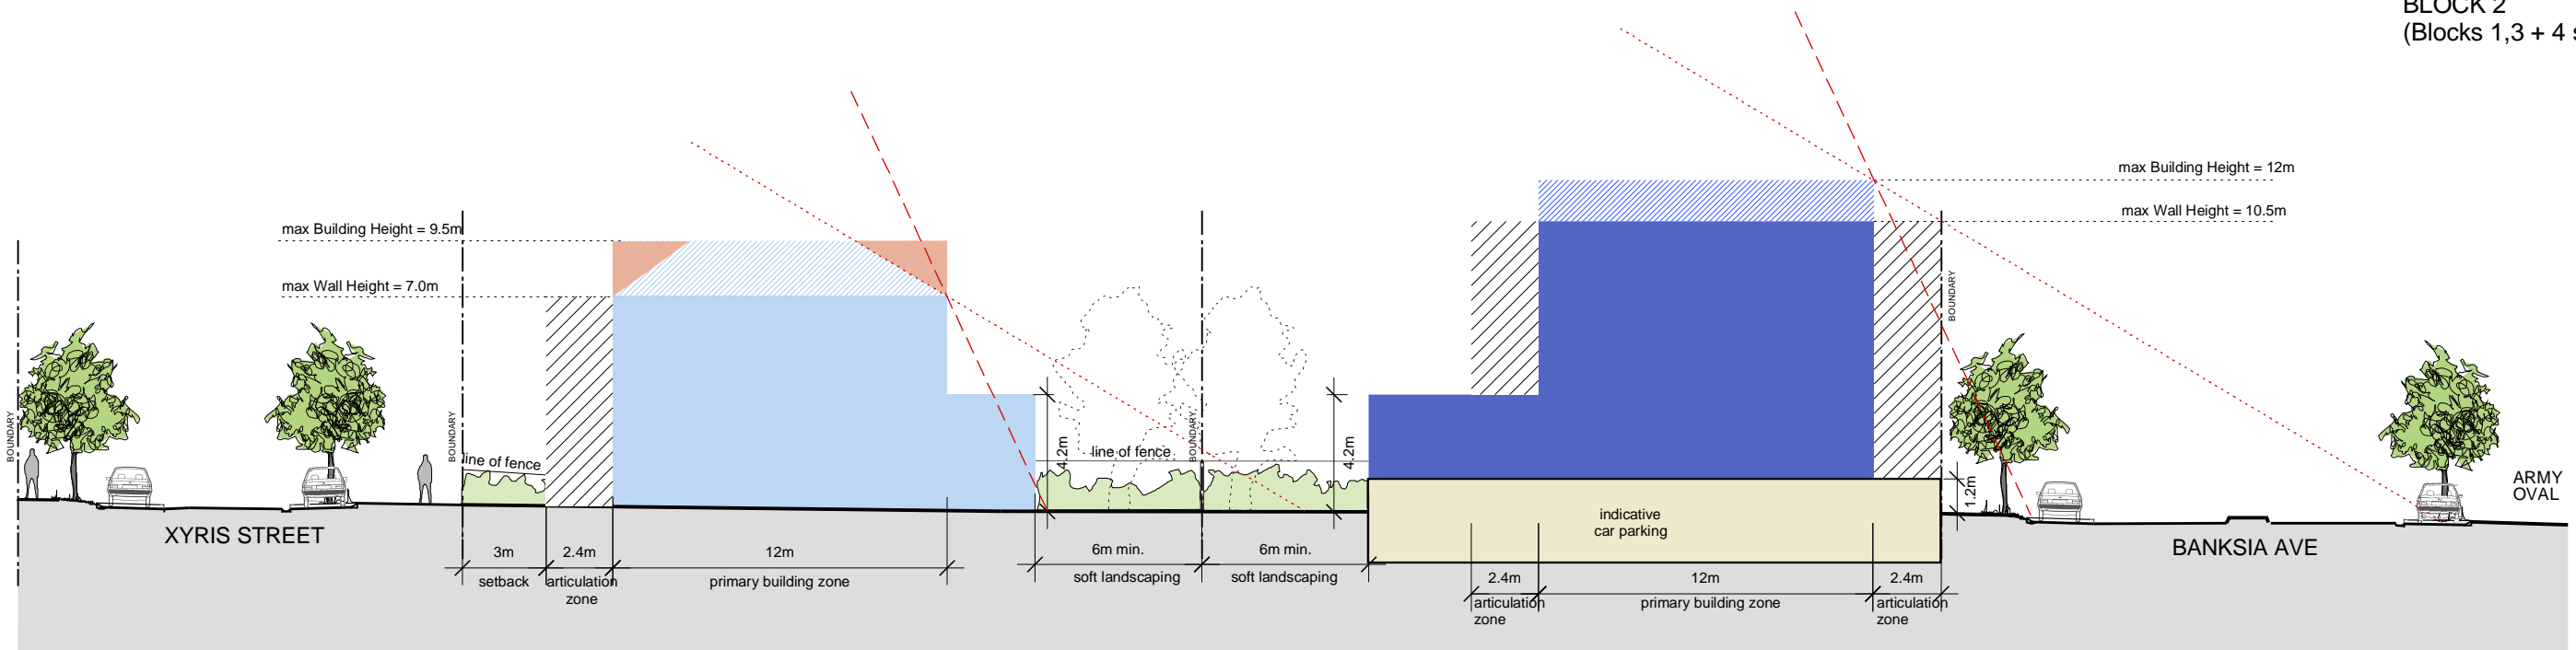 BLOCK 2
(Blocks 1,3 + 4 s
max Building Height = 12m
max Wall Height = 10.5m
max Building Height = 9.5m
max Wall Height = 7.0m
BOUNDARY
BOUNDARY
BOUNDARY
BOUNDARY
line of fence
line of fence
4.2m
4.2m
1.2m
ARMY
OVAL
XYRIS STREET
BANKSIA AVE
indicative
car parking
3m
setback
2.4m
articulation
zone
12m
primary building zone
6m min.
soft landscaping
6m min.
soft landscaping
2.4m
articulation
zone
12m
primary building zone
2.4m
articulation
zone